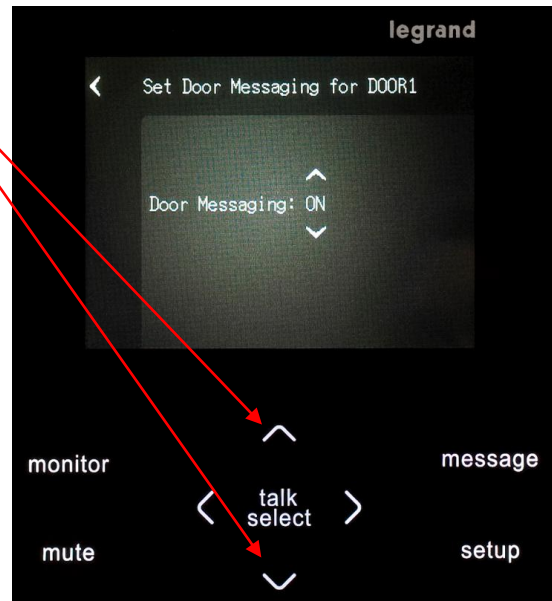 legrand
Set Door Messaging for DOOR1
Door Messaging: ON
monitor
message
talk
select
mute
setup